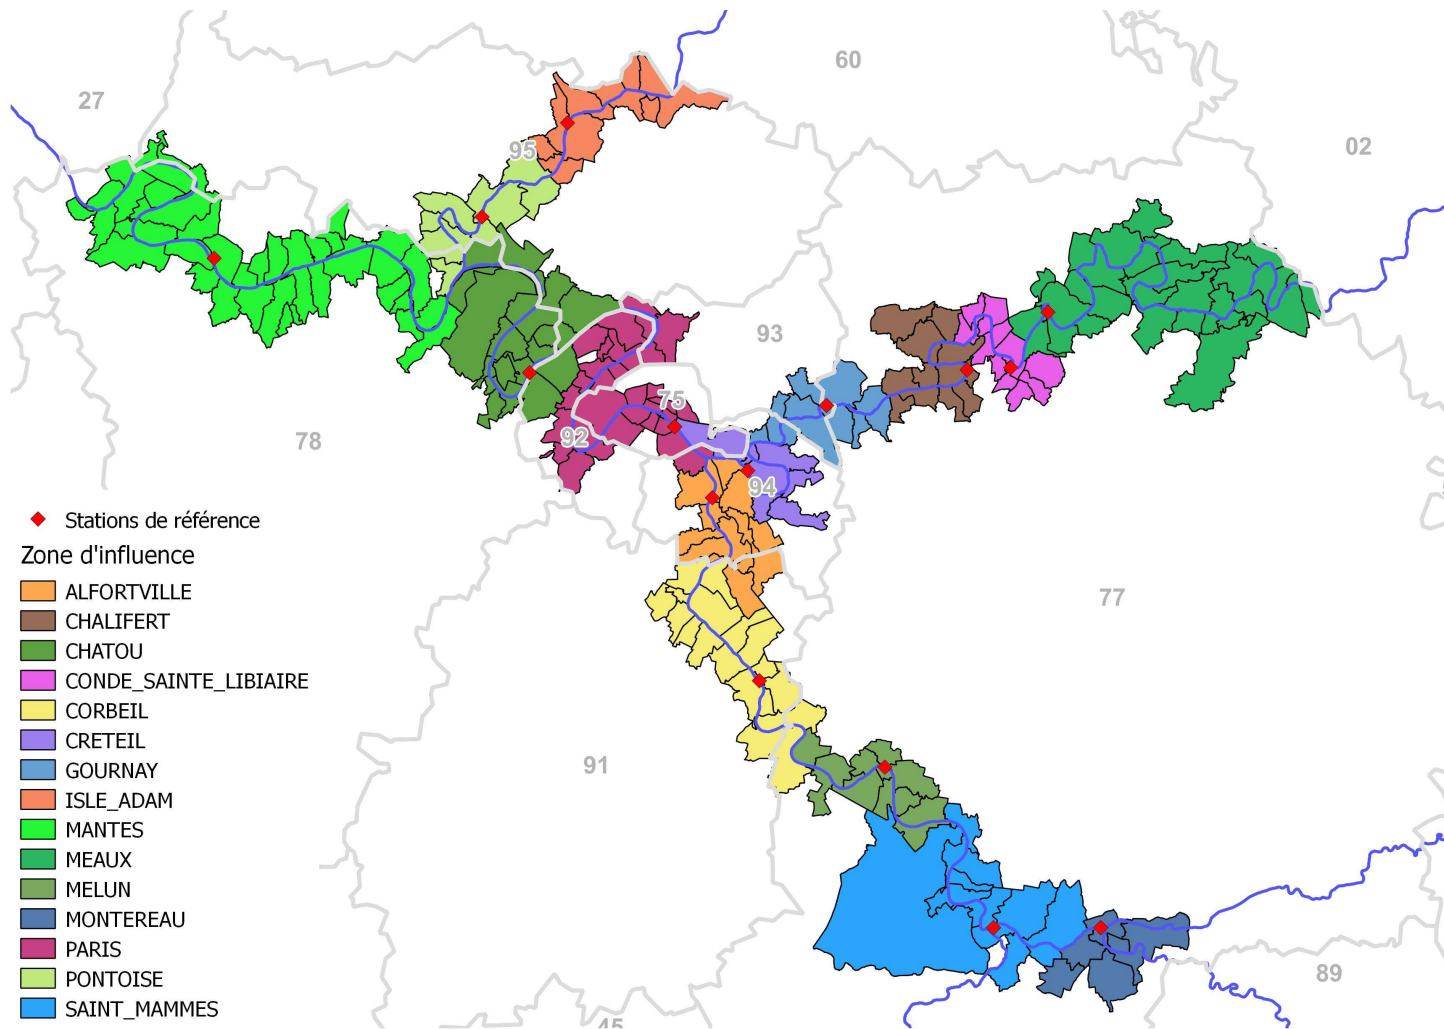 60
27
02
95
93
75
92
78
94
77
91
89
45
Stations de référence
Zone d'influence
ALFORTVILLE
CHALIFERT
CHATOU
CONDE_SAINTE_LIBIAIRE
CORBEIL
CRETEIL
GOURNAY
ISLE_ADAM
MANTES
MEAUX
MELUN
MONTEREAU
PARIS
PONTOISE
SAINT_MAMMES